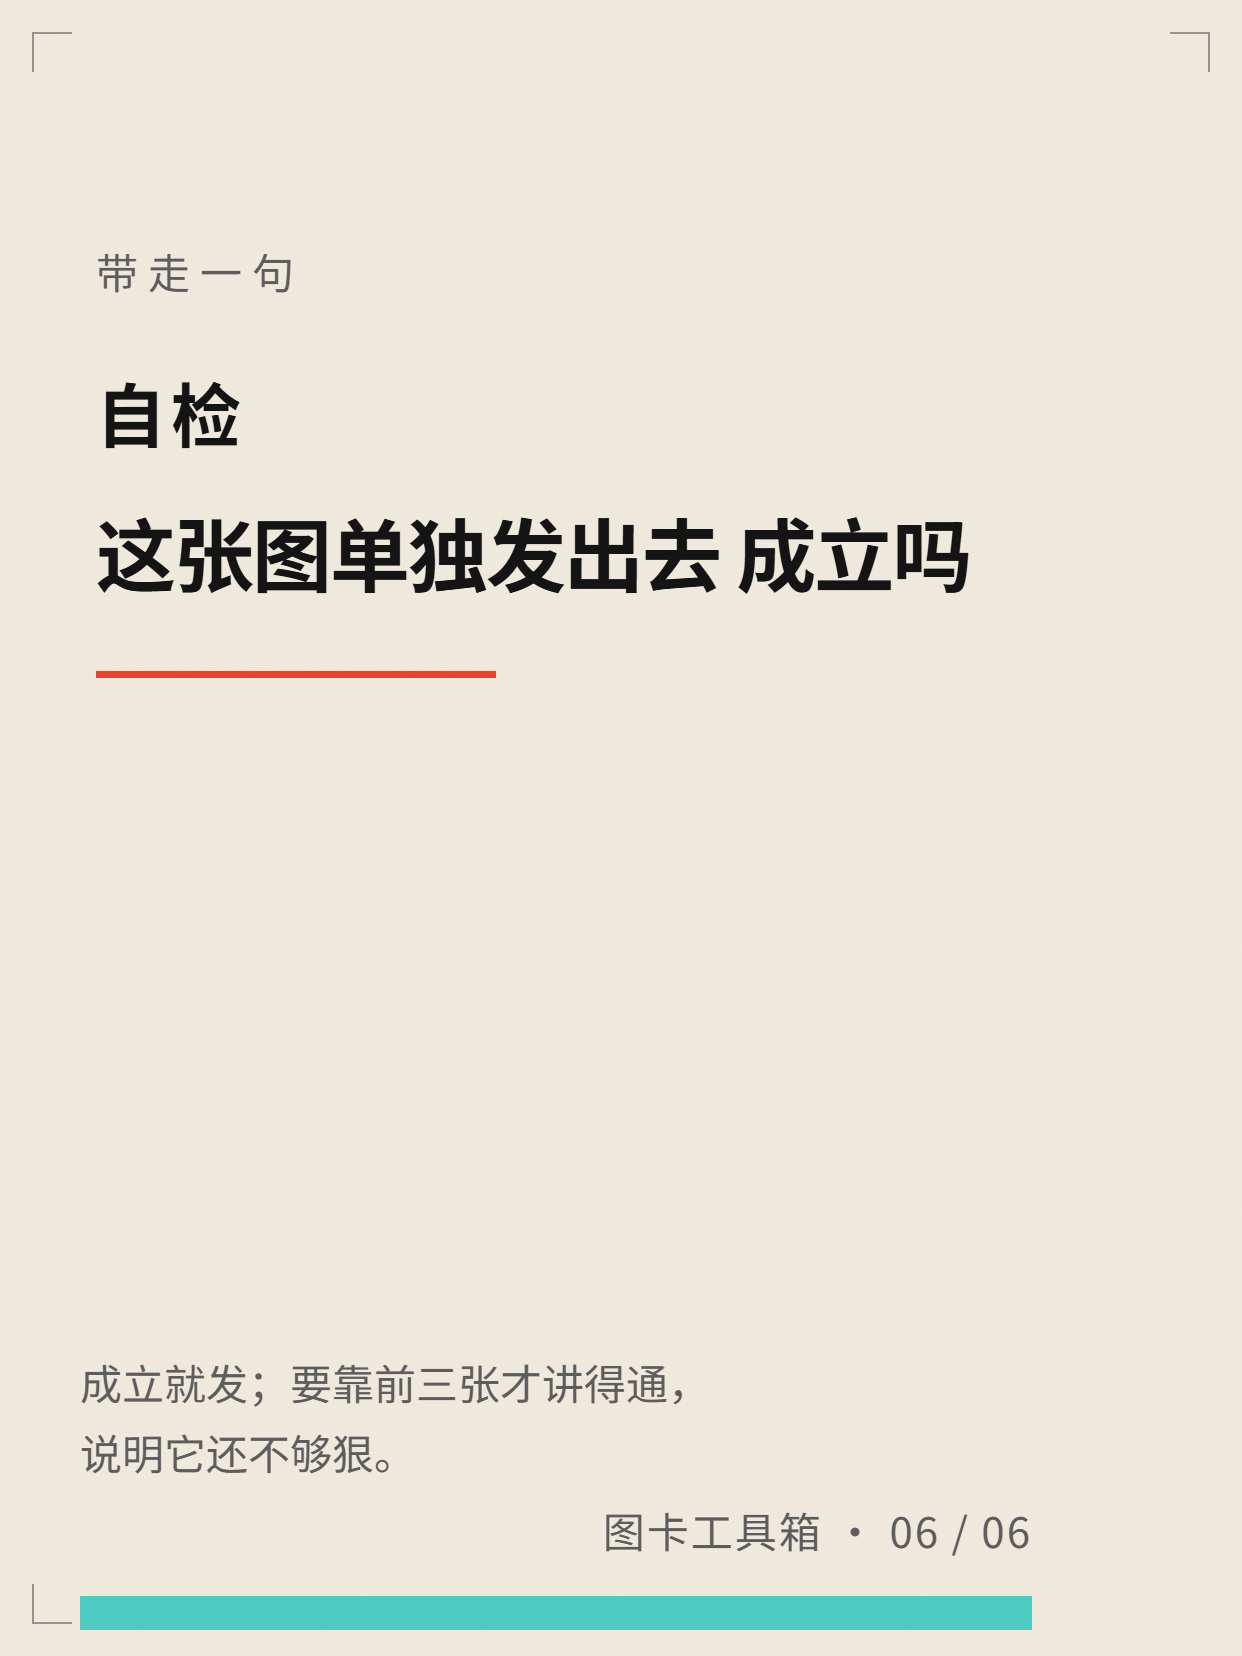 带走一句
自检
这张图单独发出去 成立吗
成立就发；要靠前三张才讲得通，
说明它还不够狠。
图卡工具箱 · 06 / 06